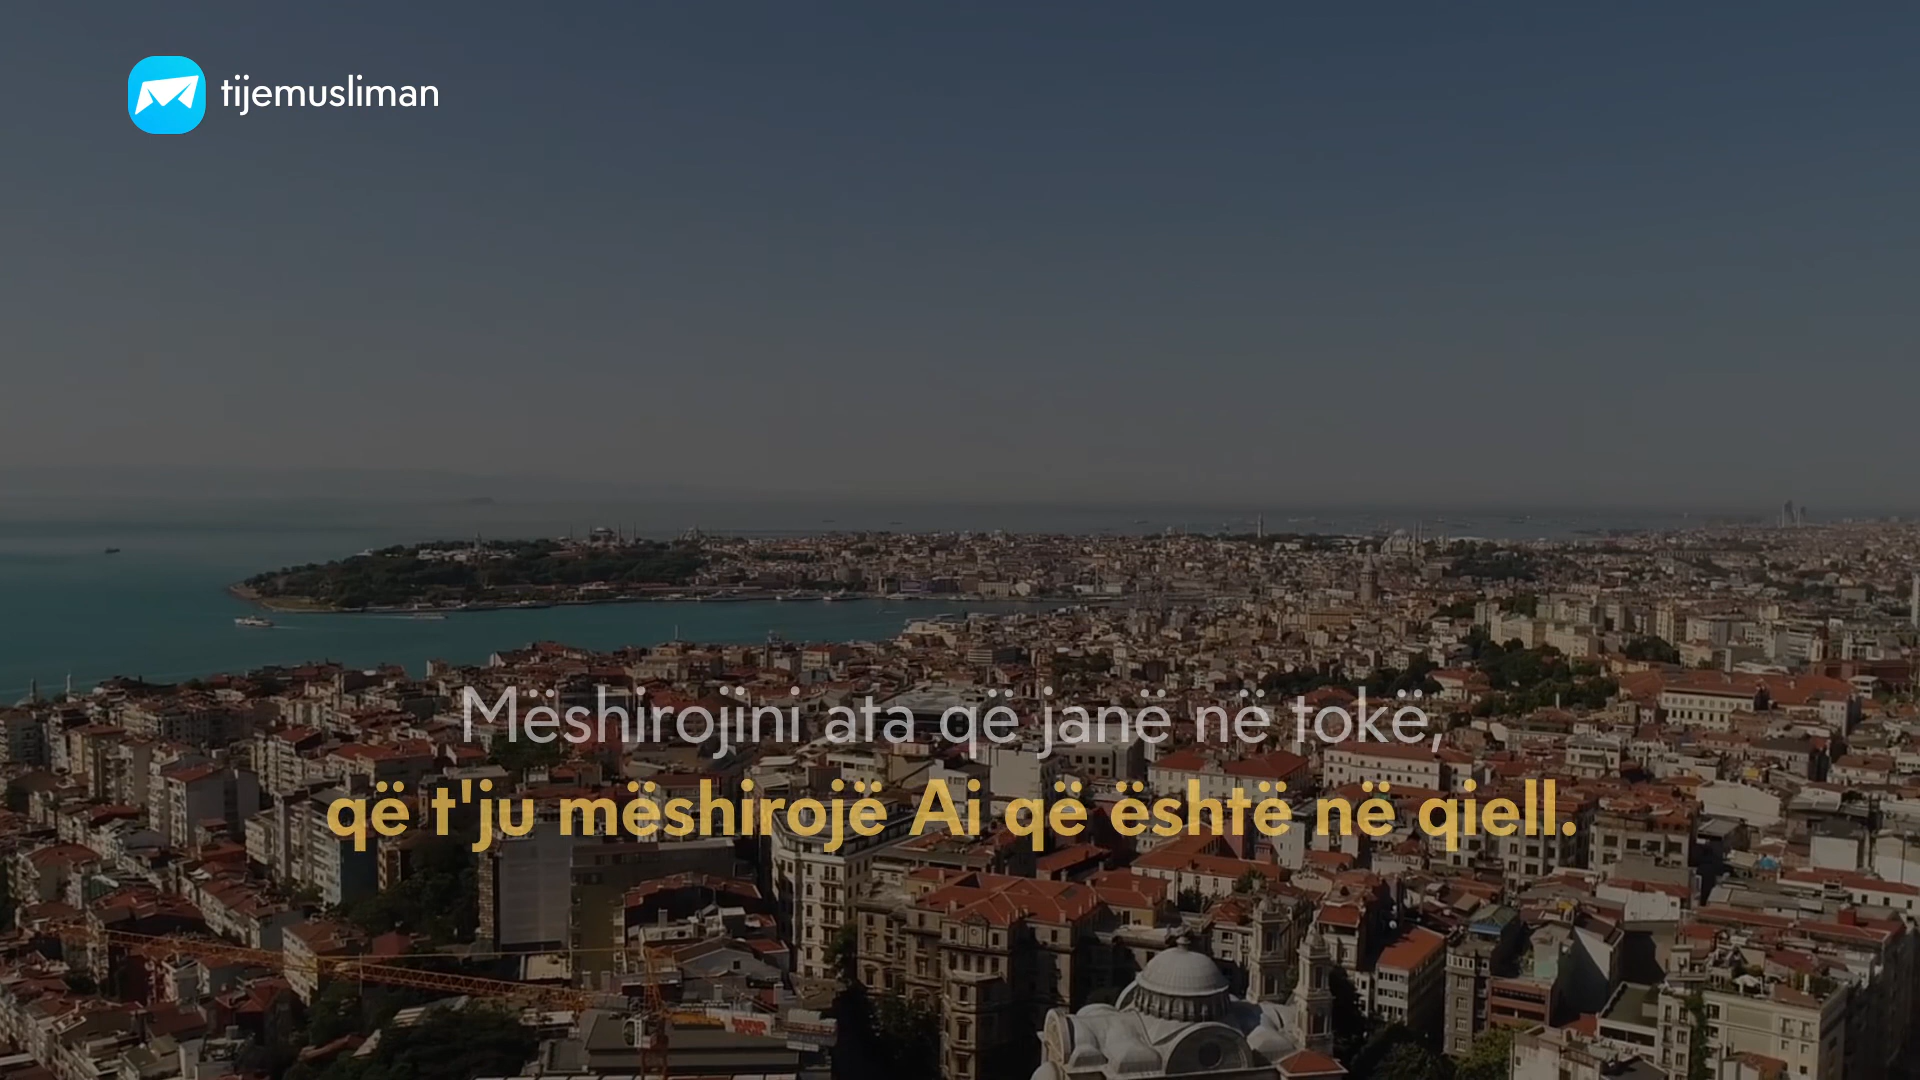 tijemusliman
Mëshirojini ata që janë në tokë,
që t'ju mëshirojë Ai që është në qiell.